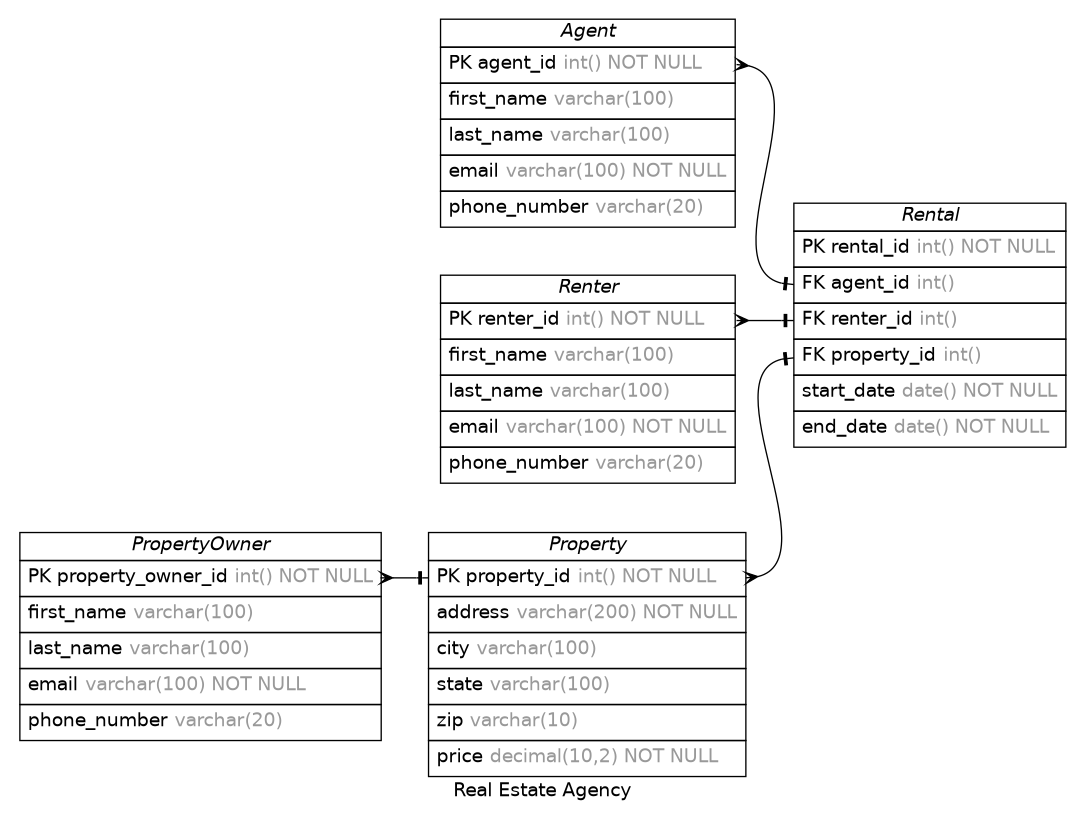 Agent
PK agent_id int() NOT NULL
first_name varchar(100)
last_name varchar(100)
email varchar(100) NOT NULL
phone_number varchar(20)
Rental
PK rental_id int() NOT NULL
FK agent_id int()
FK renter_id int()
FK property_id int()
start_date date() NOT NULL
end_date date() NOT NULL
Renter
PK renter_id int() NOT NULL
first_name varchar(100)
last_name varchar(100)
email varchar(100) NOT NULL
phone_number varchar(20)
PropertyOwner
PK property_owner_id int() NOT NULL
first_name varchar(100)
last_name varchar(100)
email varchar(100) NOT NULL
phone_number varchar(20)
Property
PK property_id int() NOT NULL
address varchar(200) NOT NULL
city varchar(100)
state varchar(100)
zip varchar(10)
price decimal(10,2) NOT NULL
Real Estate Agency